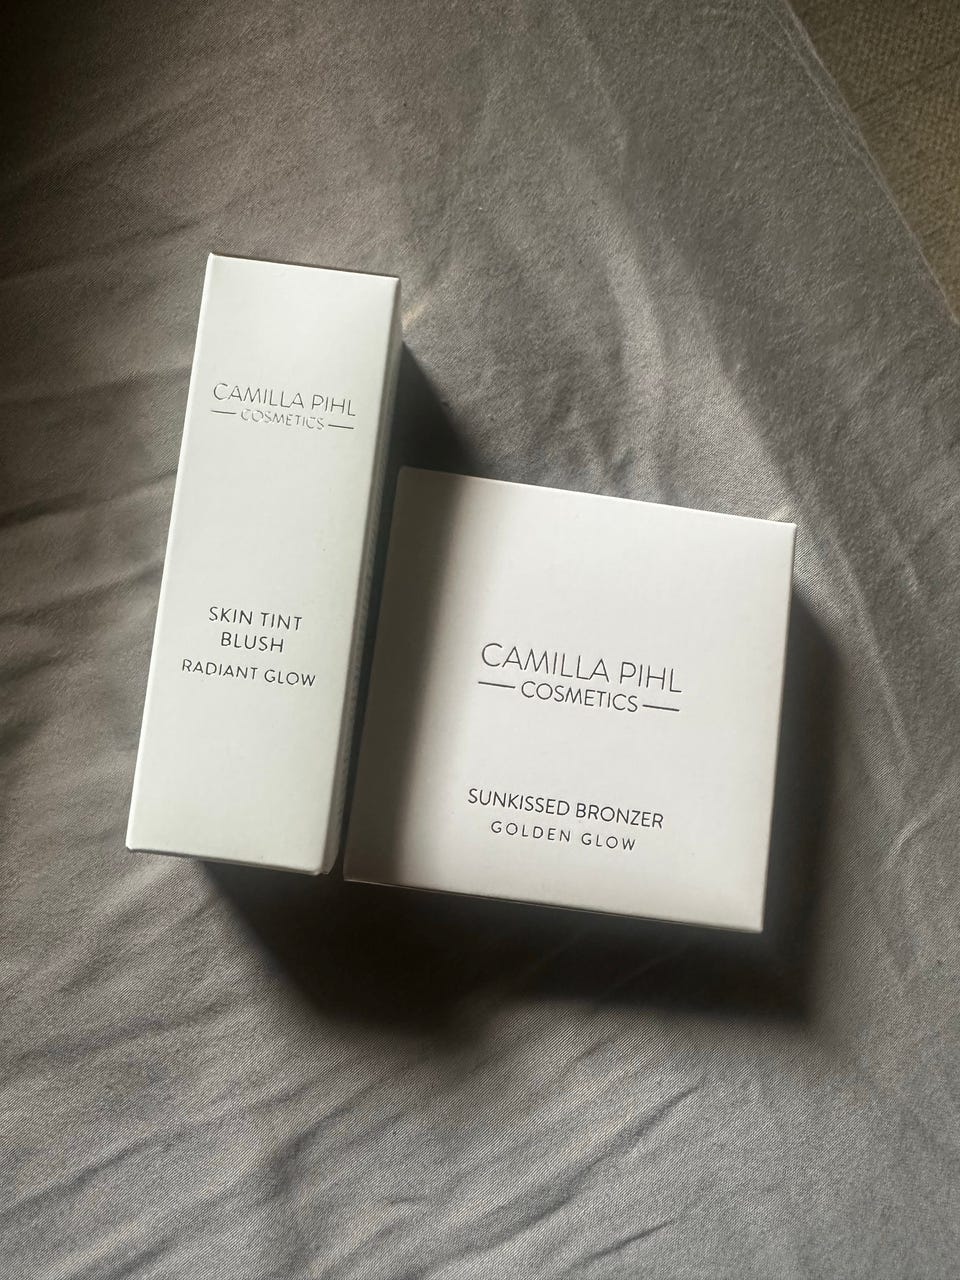 CAMILLA PIHL
COSMETICS
SKIN TINT
BLUSH
RADIANT GLOW
CAMILLA PIHL
COSMETICS
SUNKISSED BRONZER
GOLDEN GLOW